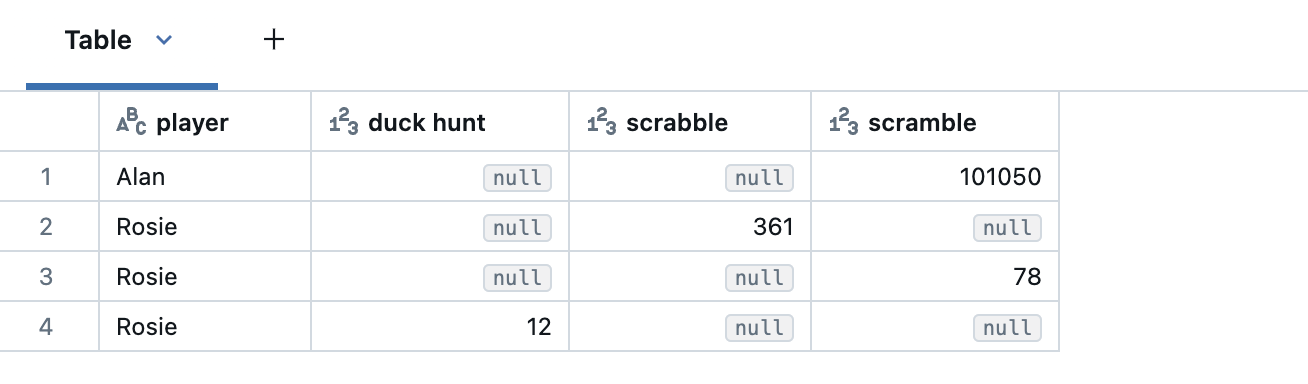 Table +
ABC player 123 duck hunt 123 scrabble 123 scramble
1 Alan null null 101050
2 Rosie null 361 null
3 Rosie null null 78
4 Rosie 12 null null